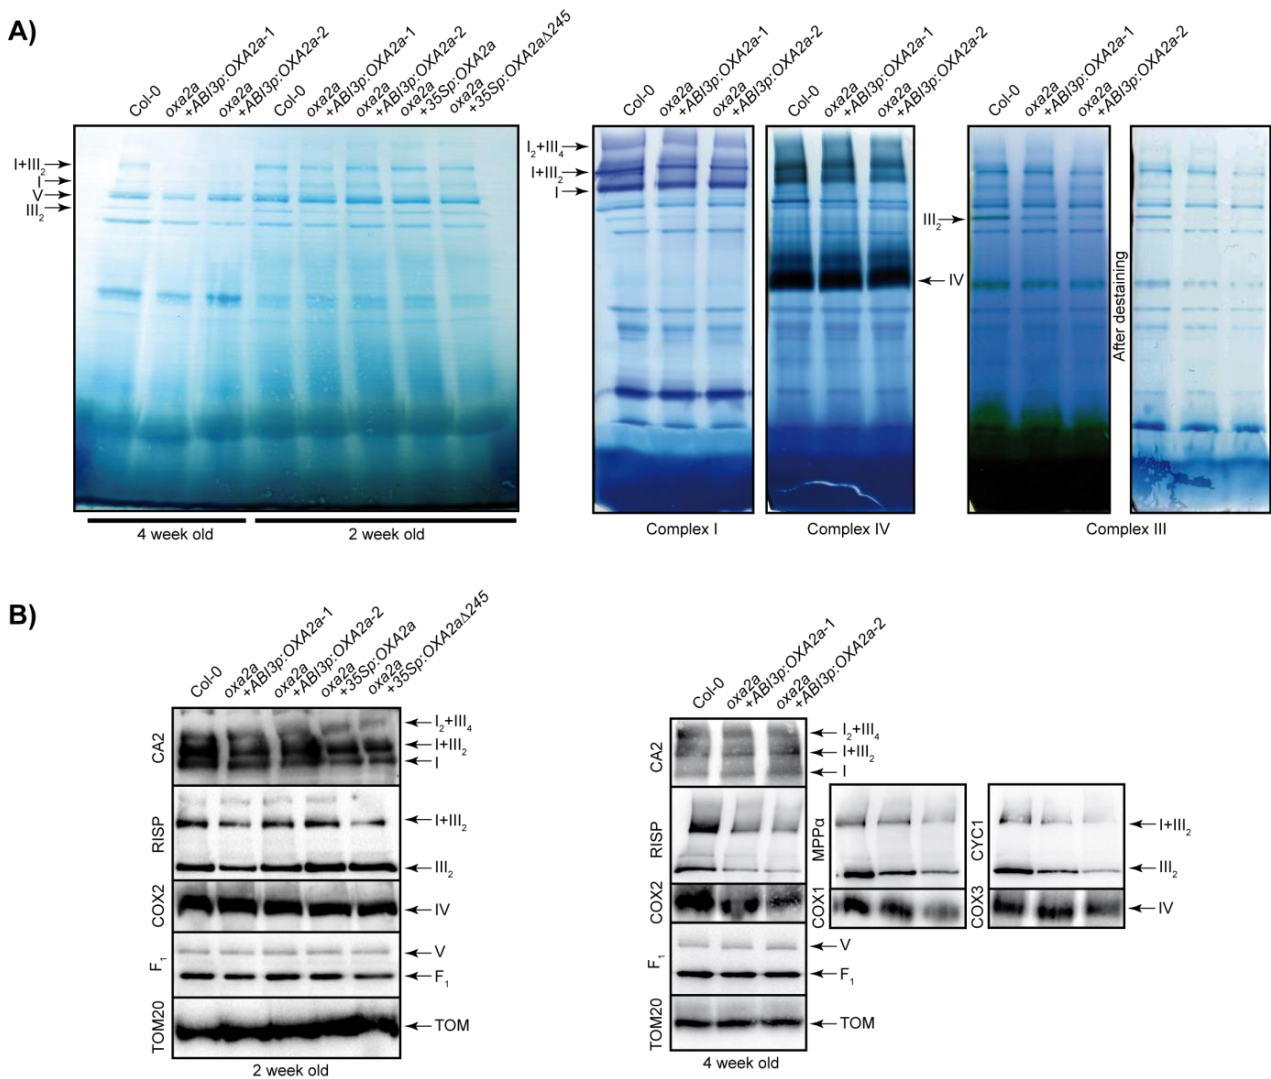 A)
Col-0
oxa2a
+ABI3p:OXA2a-1
oxa2a
+ABI3p:OXA2a-2
Col-0
oxa2a
+ABI3p:OXA2a-1
oxa2a
+ABI3p:OXA2a-2
oxa2a
+35Sp:OXA2a
oxa2a
+35Sp:OXA2aΔ245
I+III₂
I
V
III₂
4 week old
2 week old
Col-0
oxa2a
+ABI3p:OXA2a-1
oxa2a
+ABI3p:OXA2a-2
I₂+III₄
I+III₂
I
Complex I
Col-0
oxa2a
+ABI3p:OXA2a-1
oxa2a
+ABI3p:OXA2a-2
IV
Complex IV
Col-0
oxa2a
+ABI3p:OXA2a-1
oxa2a
+ABI3p:OXA2a-2
III₂
After destaining
Complex III
B)
Col-0
oxa2a
+ABI3p:OXA2a-1
oxa2a
+ABI3p:OXA2a-2
oxa2a
+35Sp:OXA2a
oxa2a
+35Sp:OXA2aΔ245
CA2
I₂+III₄
I+III₂
I
RISP
I+III₂
III₂
COX2
IV
F₁
V
F₁
TOM20
TOM
2 week old
Col-0
oxa2a
+ABI3p:OXA2a-1
oxa2a
+ABI3p:OXA2a-2
CA2
I₂+III₄
I+III₂
I
RISP
MPPα
CYC1
I+III₂
III₂
COX2
COX1
COX3
IV
F₁
V
F₁
TOM20
TOM
4 week old